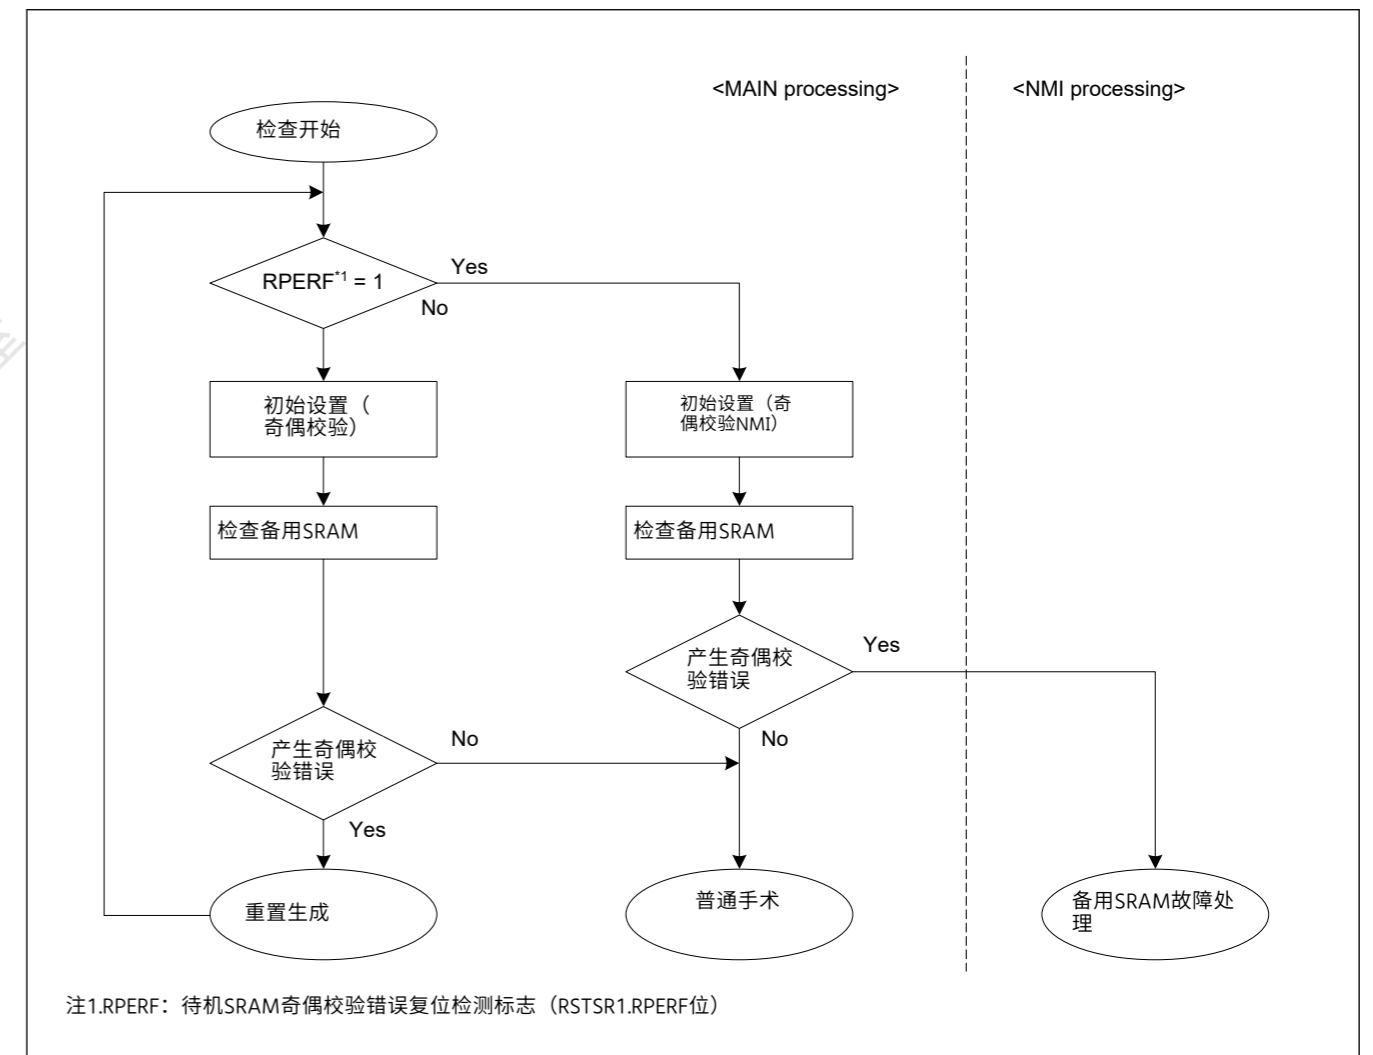 <MAIN processing>
<NMI processing>
检查开始
RPERF*1 = 1
Yes
No
初始设置（
奇偶校验）
初始设置（奇
偶校验NMI）
检查备用SRAM
检查备用SRAM
产生奇偶校
验错误
Yes
No
产生奇偶校
验错误
No
Yes
重置生成
普通手术
备用SRAM故障处
理
注1.RPERF：待机SRAM奇偶校验错误复位检测标志（RSTSR1.RPERF位）